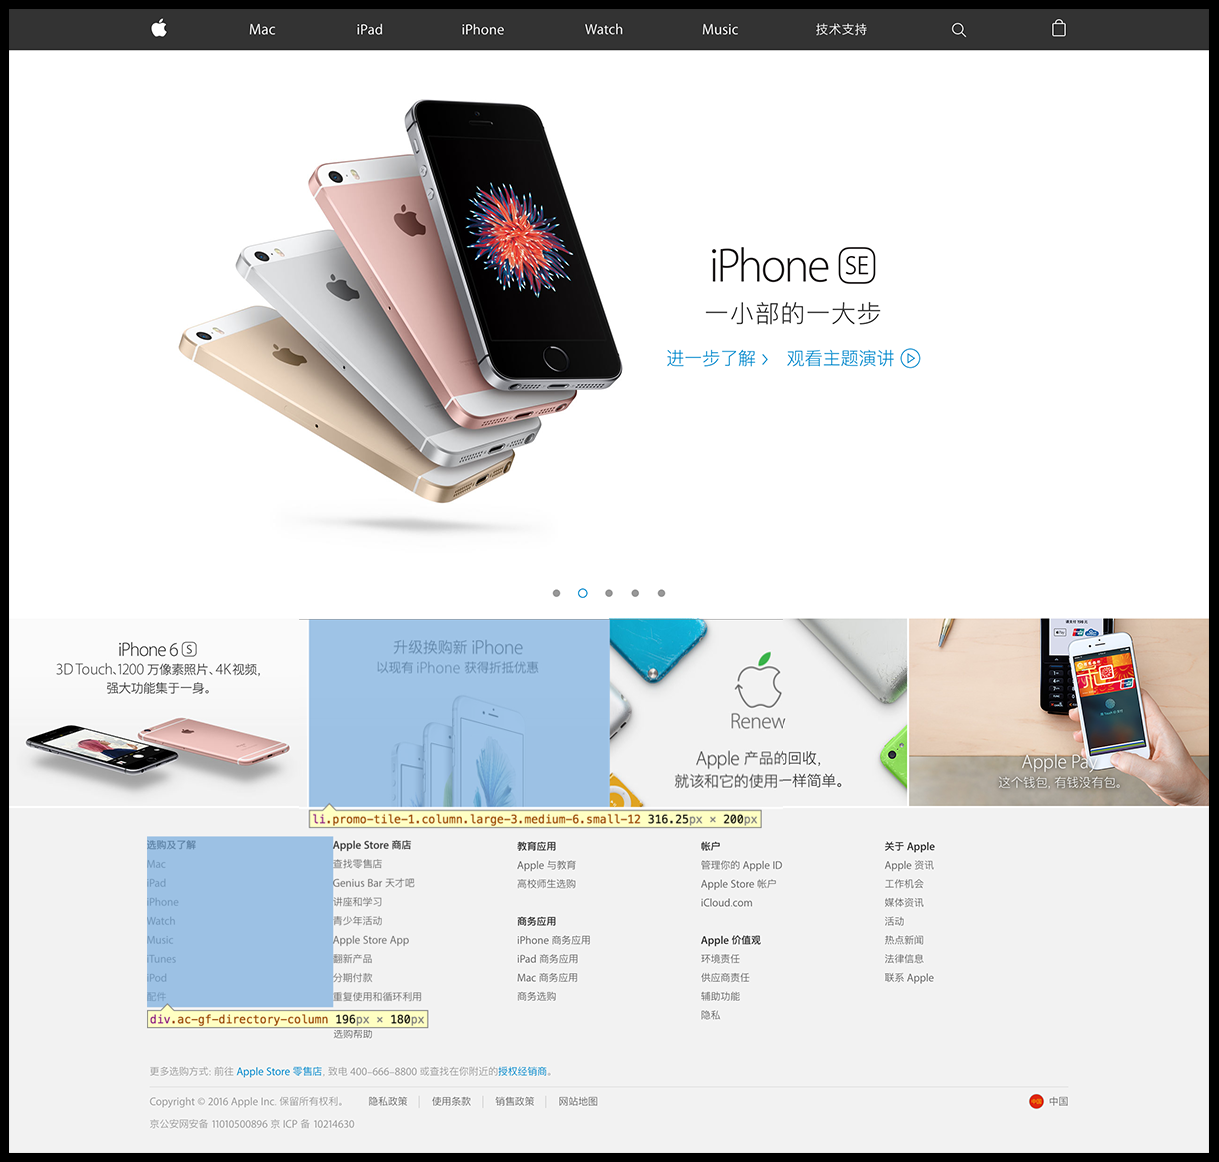 Mac iPad iPhone Watch Music 技术支持
iPhone SE
一小部的一大步
进一步了解 观看主题演讲
iPhone 6 S
3D Touch、1200 万像素照片、4K 视频，
强大功能集于一身。
升级换购新 iPhone
以现有 iPhone 获得折抵优惠
Renew
Apple 产品的回收，
就该和它的使用一样简单。
Apple Pay
这个钱包，有钱没有包。
li.promo-tile-1.column.large-3.medium-6.small-12 316.25px × 200px
选购及了解
Mac
iPad
iPhone
Watch
Music
iTunes
iPod
配件
div.ac-gf-directory-column 196px × 180px
Apple Store 商店
查找零售店
Genius Bar 天才吧
讲座和学习
青少年活动
Apple Store App
翻新产品
分期付款
重复使用和循环利用
选购帮助
教育应用
Apple 与教育
高校师生选购
商务应用
iPhone 商务应用
iPad 商务应用
Mac 商务应用
商务选购
帐户
管理你的 Apple ID
Apple Store 帐户
iCloud.com
Apple 价值观
环境责任
供应商责任
辅助功能
隐私
关于 Apple
Apple 资讯
工作机会
媒体资讯
活动
热点新闻
法律信息
联系 Apple
更多选购方式: 前往 Apple Store 零售店, 致电 400-666-8800 或查找在你附近的授权经销商。
Copyright © 2016 Apple Inc. 保留所有权利。 隐私政策 使用条款 销售政策 网站地图 中国
京公安网安备 11010500896 京 ICP 备 10214630